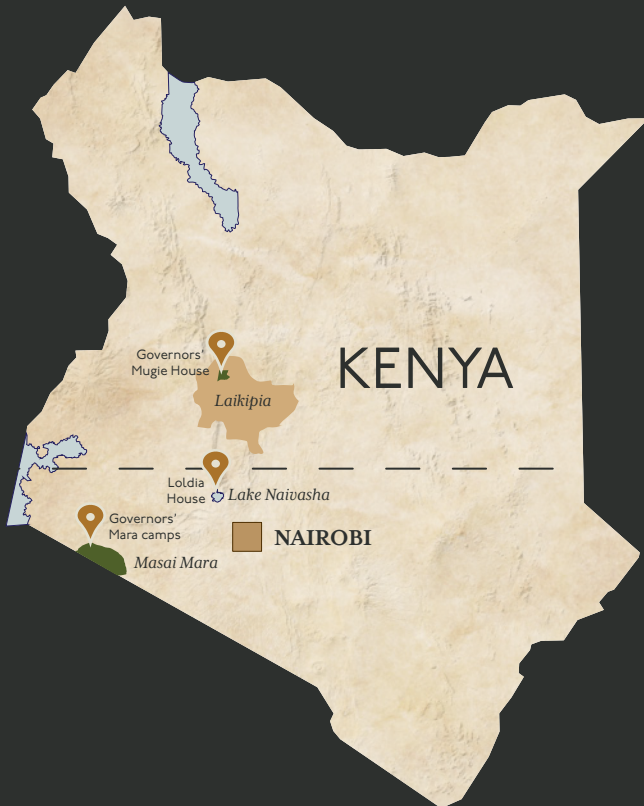 Governors'
Mugie House
KENYA
Laikipia
Loldia
House
Lake Naivasha
Governors'
Mara camps
NAIROBI
Masai Mara